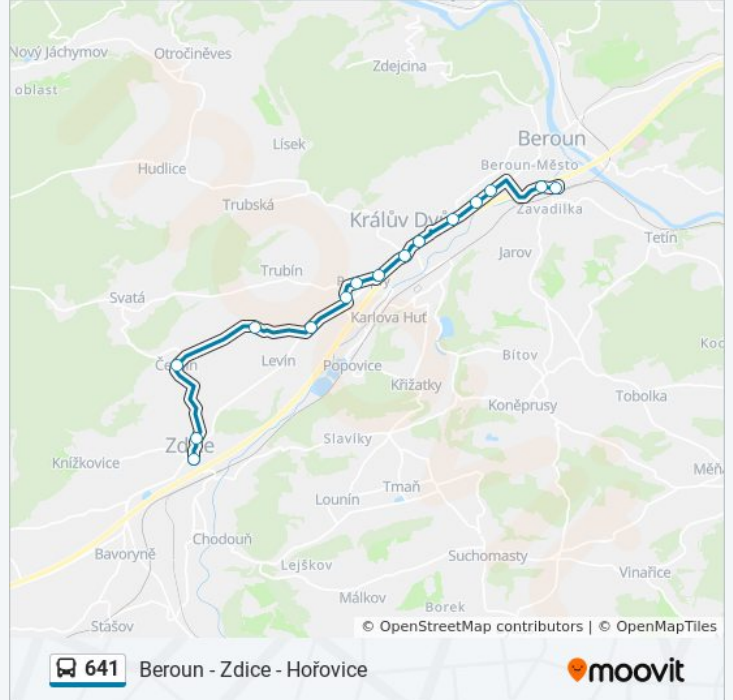 Nový Jáchymov
Otročiněves
Zdejcina
oblast
Beroun
Lísek
Beroun-Město
Hudlice
Trubská
Králův Dvůr
Zavadilka
Tetín
Jarov
Trubín
Svatá
Karlova Huť
Koc
Levín
Popovice
Bítov
Křižatky
Tobolka
Koněprusy
Zdice
Slavíky
Knížkovice
Měň
Tmaň
Lounín
Chodouň
Bavoryně
Suchomasty
Lejškov
Vinařice
Málkov
Borek
Stašov
© OpenStreetMap contributors | © OpenMapTiles
641 Beroun - Zdice - Hořovice
moovit